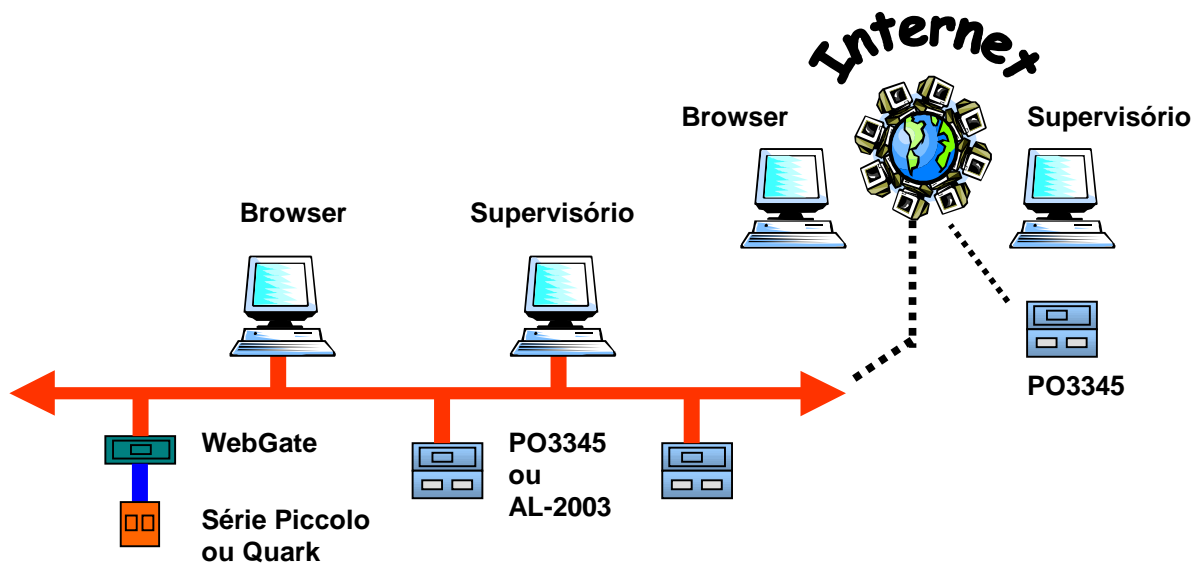 Internet
Browser
Supervisório
Browser
Supervisório
PO3345
WebGate
PO3345
ou
AL-2003
Série Piccolo
ou Quark